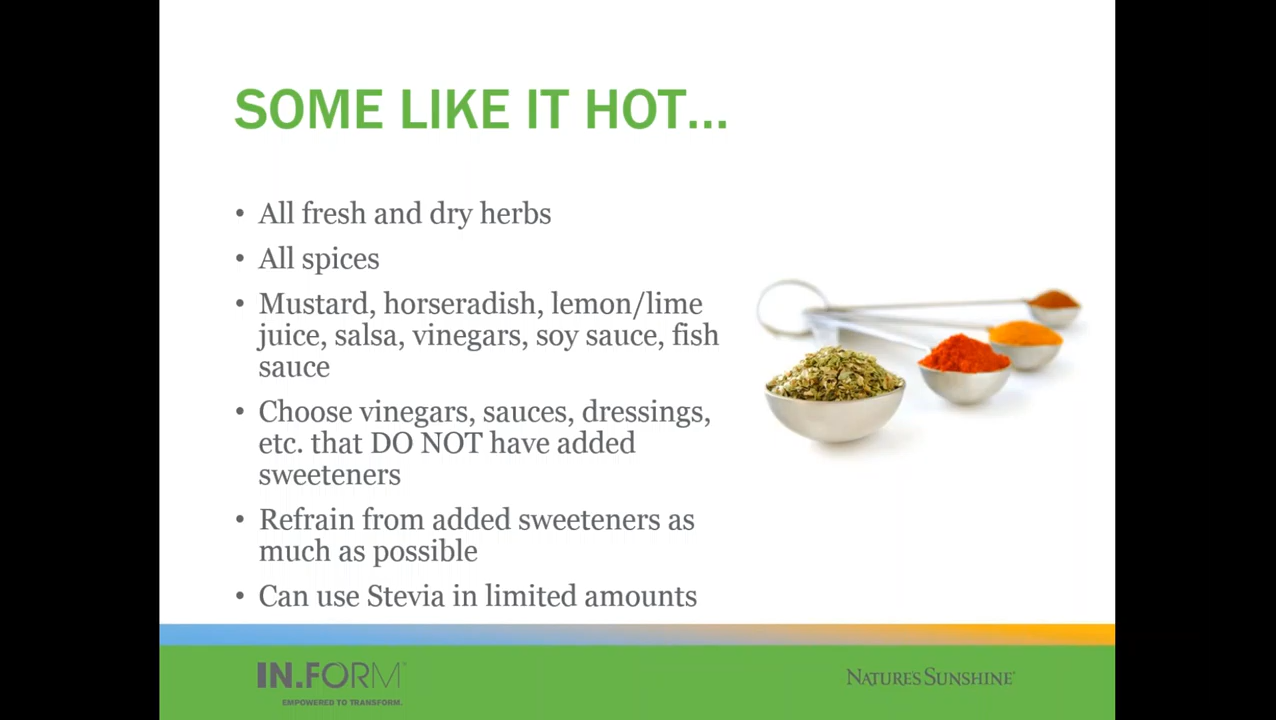 SOME LIKE IT HOT...
• All fresh and dry herbs
• All spices
• Mustard, horseradish, lemon/lime
juice, salsa, vinegars, soy sauce, fish
sauce
• Choose vinegars, sauces, dressings,
etc. that DO NOT have added
sweeteners
• Refrain from added sweeteners as
much as possible
• Can use Stevia in limited amounts
IN.FORM
EMPOWERED TO TRANSFORM.
NATURE'S SUNSHINE